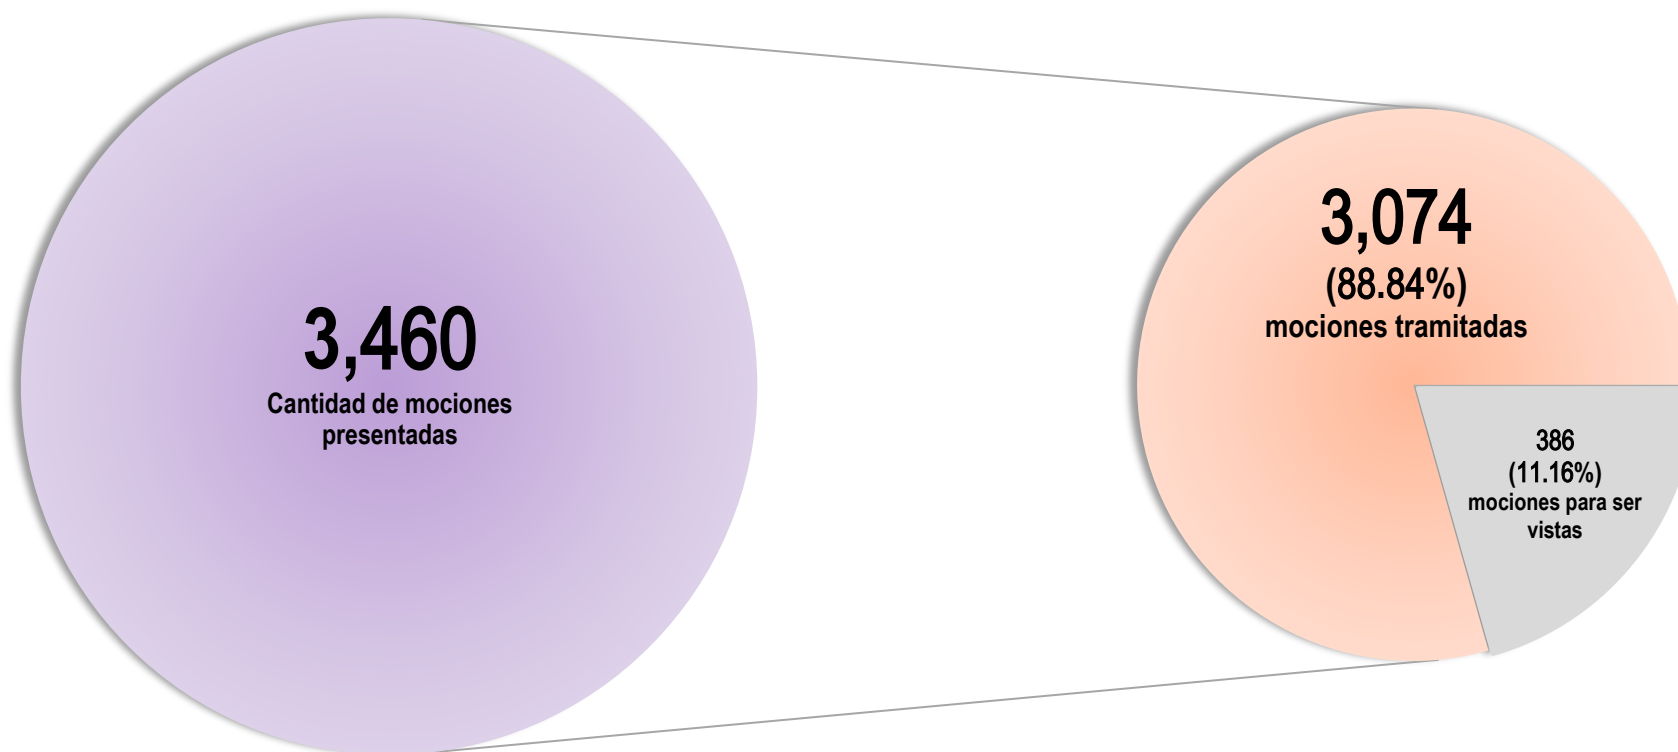 3,460
Cantidad de mociones
presentadas
3,074
(88.84%)
mociones tramitadas
386
(11.16%)
mociones para ser
vistas